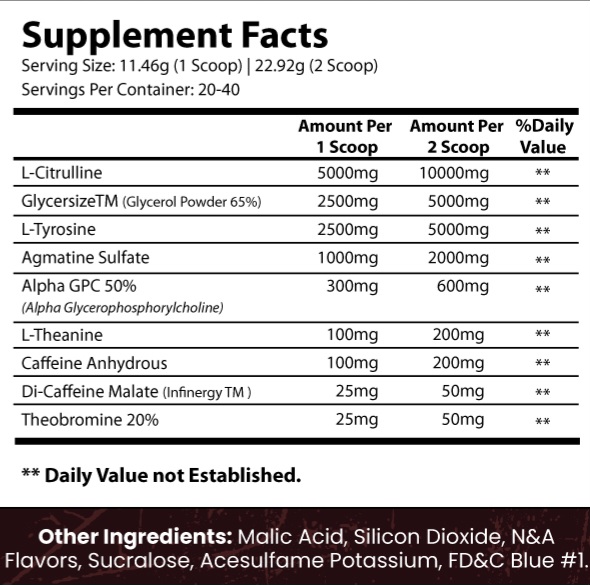 Supplement Facts
Serving Size: 11.46g (1 Scoop) | 22.92g (2 Scoop)
Servings Per Container: 20-40
Amount Per 1 Scoop Amount Per 2 Scoop %Daily Value
L-Citrulline 5000mg 10000mg **
GlycersizeTM (Glycerol Powder 65%) 2500mg 5000mg **
L-Tyrosine 2500mg 5000mg **
Agmatine Sulfate 1000mg 2000mg **
Alpha GPC 50% 300mg 600mg **
(Alpha Glycerophosphorylcholine)
L-Theanine 100mg 200mg **
Caffeine Anhydrous 100mg 200mg **
Di-Caffeine Malate (Infinergy TM ) 25mg 50mg **
Theobromine 20% 25mg 50mg **
** Daily Value not Established.
Other Ingredients: Malic Acid, Silicon Dioxide, N&A
Flavors, Sucralose, Acesulfame Potassium, FD&C Blue #1.